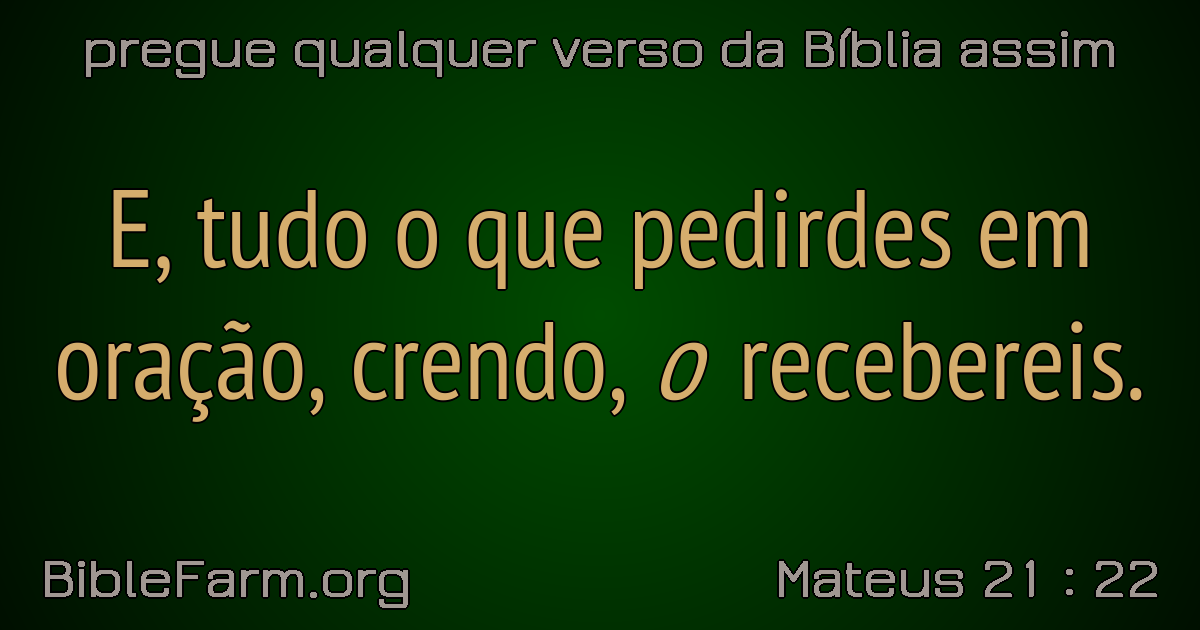 pregue qualquer verso da Bíblia assim
E, tudo o que pedirdes em
oração, crendo, o recebereis.
BibleFarm.org
Mateus 21 : 22